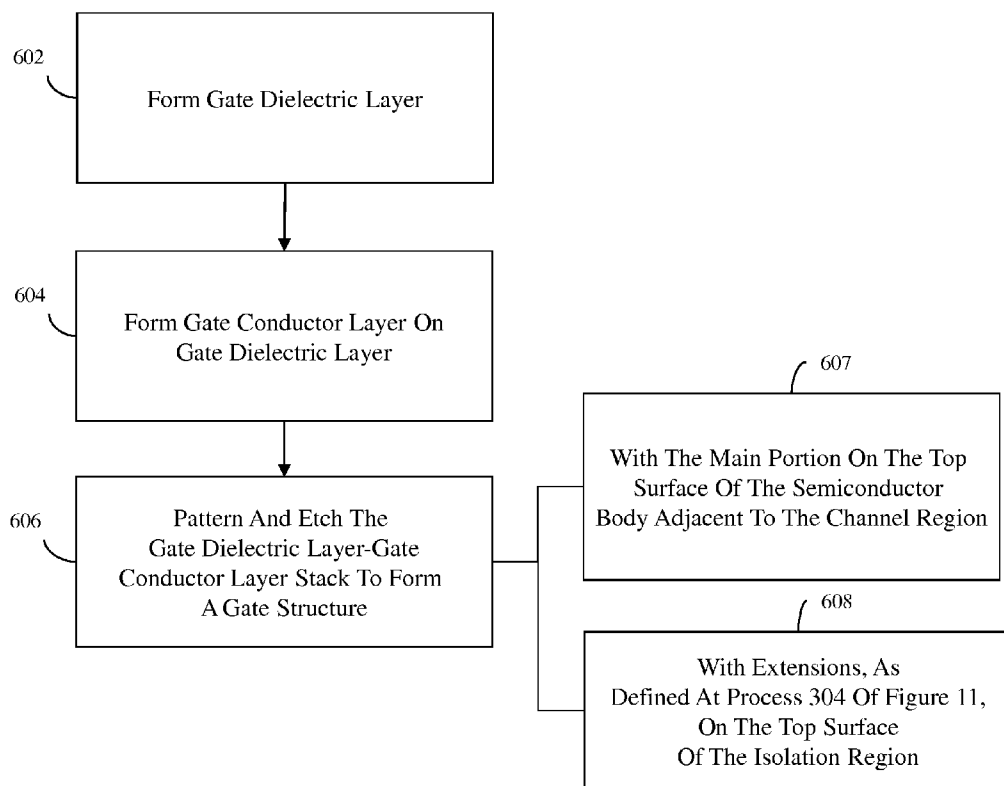 602
Form Gate Dielectric Layer
604
Form Gate Conductor Layer On
Gate Dielectric Layer
606
Pattern And Etch The
Gate Dielectric Layer-Gate
Conductor Layer Stack To Form
A Gate Structure
607
With The Main Portion On The Top
Surface Of The Semiconductor
Body Adjacent To The Channel Region
608
With Extensions, As
Defined At Process 304 Of Figure 11,
On The Top Surface
Of The Isolation Region